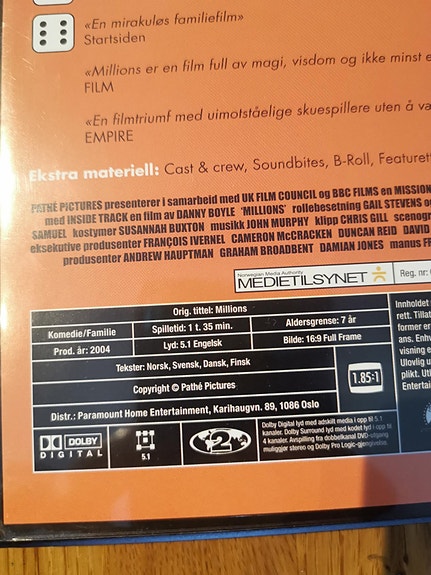 «En mirakuløs familiefilm»
Startsiden
«Millions er en film full av magi, visdom og ikke minst
FILM
«En filmtriumf med uimotståelige skuespillere uten å
EMPIRE
Ekstra materiell: Cast & crew, Soundbites, B-Roll,
PATHÉ PICTURES presenterer i samarbeid med UK FILM COUNCIL og BBC FILMS en MISSION
med INSIDE TRACK en film av DANNY BOYLE 'MILLIONS' rollebesetning GAIL STEVENS
SAMUEL kostymer SUSANNAH BUXTON musikk JOHN MURPHY klipp CHRIS GILL
eksekutive produsenter FRANÇOIS IVERNEL CAMERON McCRACKEN DUNCAN REID DAVID
produsenter ANDREW HAUPTMAN GRAHAM BROADBENT DAMIAN JONES manus
Norwegian Media Authority
MEDIETILSYNET
Reg. nr:
Orig. tittel: Millions
Komedie/Familie
Spilletid: 1 t. 35 min.
Aldersgrense: 7 år
Prod. år: 2004
Lyd: 5.1 Engelsk
Bilde: 16:9 Full Frame
Tekster: Norsk, Svensk, Dansk, Finsk
Copyright © Pathé Pictures
1.85:1
Distr.: Paramount Home Entertainment, Karihaugvn. 89, 1086 Oslo
DOLBY
DIGITAL
5.1
2
Dolby Digital lyd med adskilt media i opp til 5.1
kanaler. Dolby Surround lyd med kodet lyd i opp til
4 kanaler. Avspilling fra dobbelkanal DVD-utgang
muliggjør stereo og Dolby Pro Logic-gjengivelse.
Innholdet
rett. Tillat
former er
ans. Enhv
visning e
Ulovlig u
plikt. Uti
Entertai